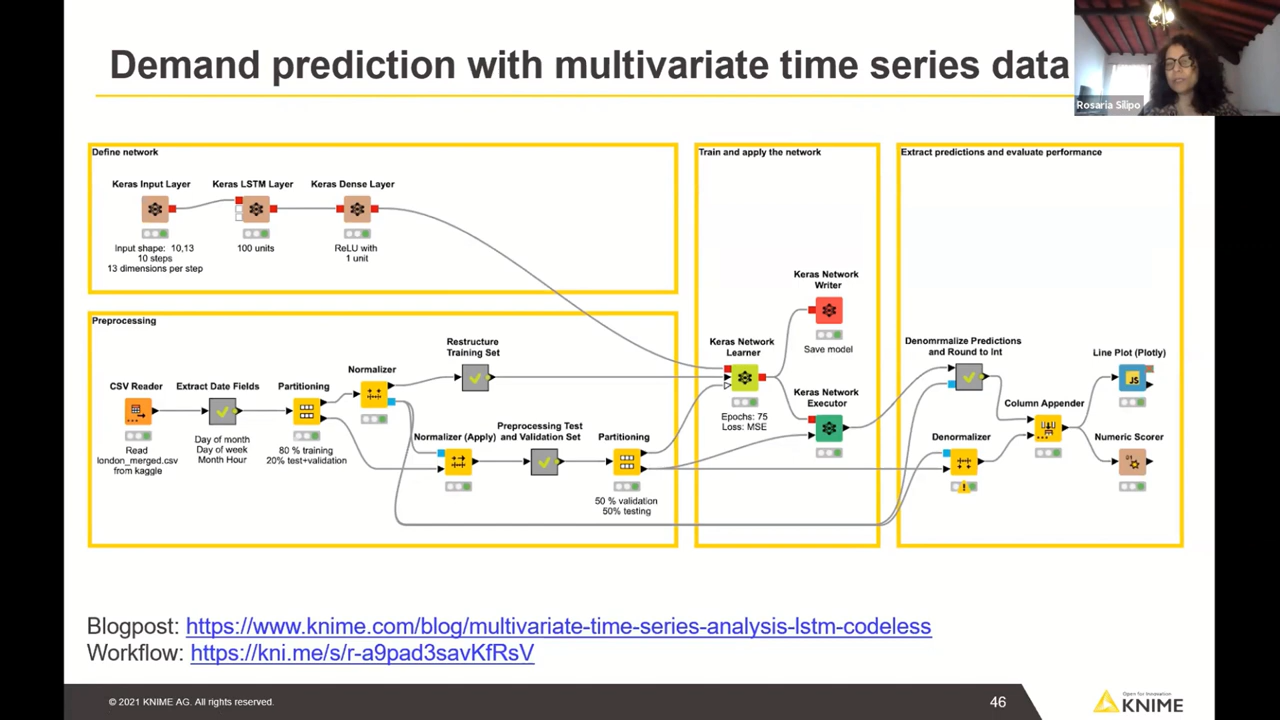 Demand prediction with multivariate time series data
Rosaria Silipo
Define network
Keras Input Layer
Keras LSTM Layer
Keras Dense Layer
Input shape: 10,13
10 steps
13 dimensions per step
100 units
ReLU with
1 unit
Preprocessing
CSV Reader
Read
london_merged.csv
from kaggle
Extract Date Fields
Day of month
Day of week
Month Hour
Partitioning
80 % training
20% test+validation
Normalizer
Restructure
Training Set
Normalizer (Apply)
Preprocessing Test
and Validation Set
Partitioning
50 % validation
50% testing
Train and apply the network
Keras Network
Learner
Epochs: 75
Loss: MSE
Keras Network
Writer
Save model
Keras Network
Executor
Extract predictions and evaluate performance
Denomrmalize Predictions
and Round to Int
Denormalizer
Column Appender
Line Plot (Plotly)
JS
Numeric Scorer
Blogpost: https://www.knime.com/blog/multivariate-time-series-analysis-lstm-codeless
Workflow: https://kni.me/s/r-a9pad3savKfRsV
© 2021 KNIME AG. All rights reserved.
46
Open for Innovation
KNIME